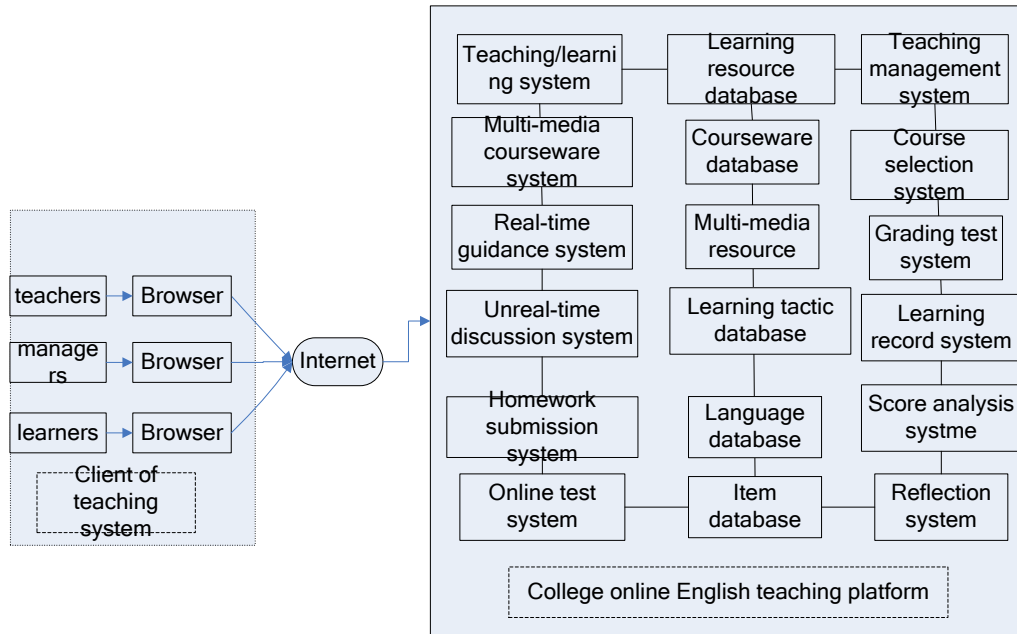 teachers
Browser
manage
rs
Browser
learners
Browser
Client of
teaching
system
Internet
Teaching/learni
ng system
Multi-media
courseware
system
Real-time
guidance system
Unreal-time
discussion system
Homework
submission
system
Online test
system
Learning
resource
database
Courseware
database
Multi-media
resource
Learning tactic
database
Language
database
Item
database
Teaching
management
system
Course
selection
system
Grading test
system
Learning
record system
Score analysis
systme
Reflection
system
College online English teaching platform